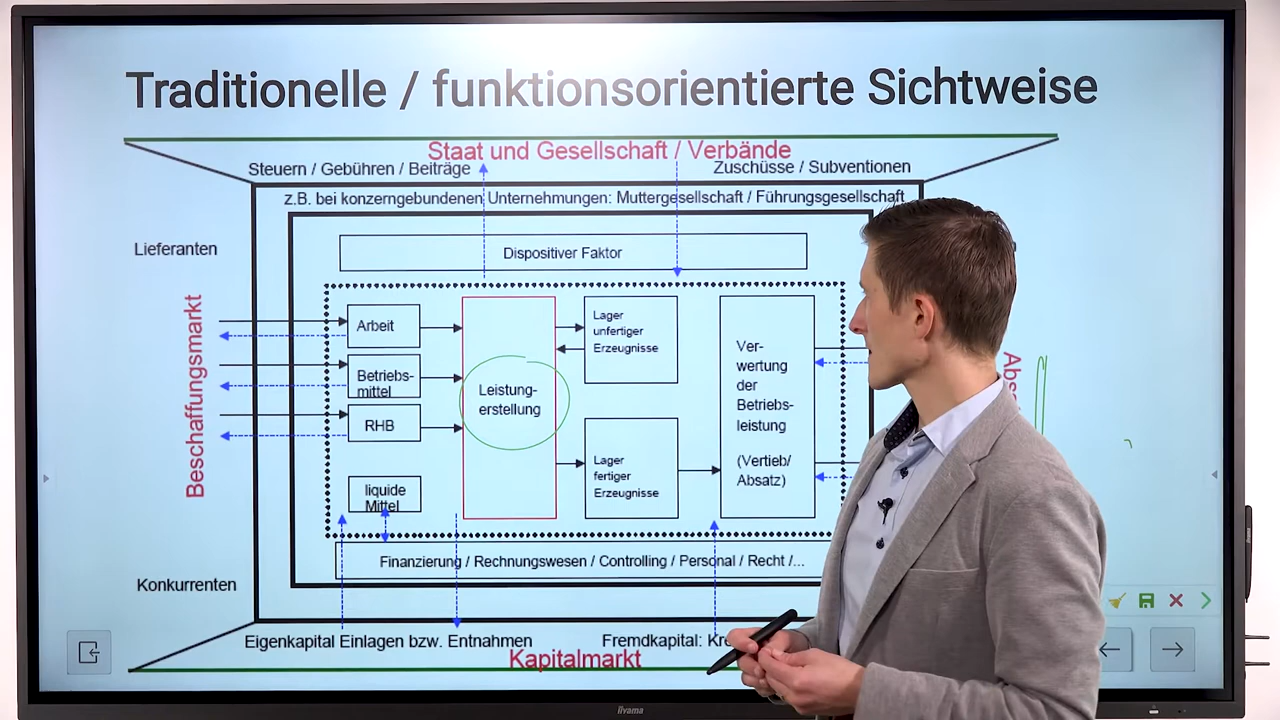 Traditionelle / funktionsorientierte Sichtweise
Staat und Gesellschaft / Verbände
Steuern / Gebühren / Beiträge
Zuschüsse / Subventionen
z.B. bei konzerngebundenen Unternehmungen: Muttergesellschaft / Führungsgesellschaft
Lieferanten
Dispositiver Faktor
Beschaffungsmarkt
Arbeit
Betriebs-
mittel
RHB
liquide
Mittel
Leistung-
erstellung
Lager
unfertiger
Erzeugnisse
Lager
fertiger
Erzeugnisse
Ver-
wertung
der
Betriebs-
leistung
(Vertieb/
Absatz)
Finanzierung / Rechnungswesen / Controlling / Personal / Recht /...
Konkurrenten
Eigenkapital Einlagen bzw. Entnahmen
Fremdkapital:
Kapitalmarkt
iiyama